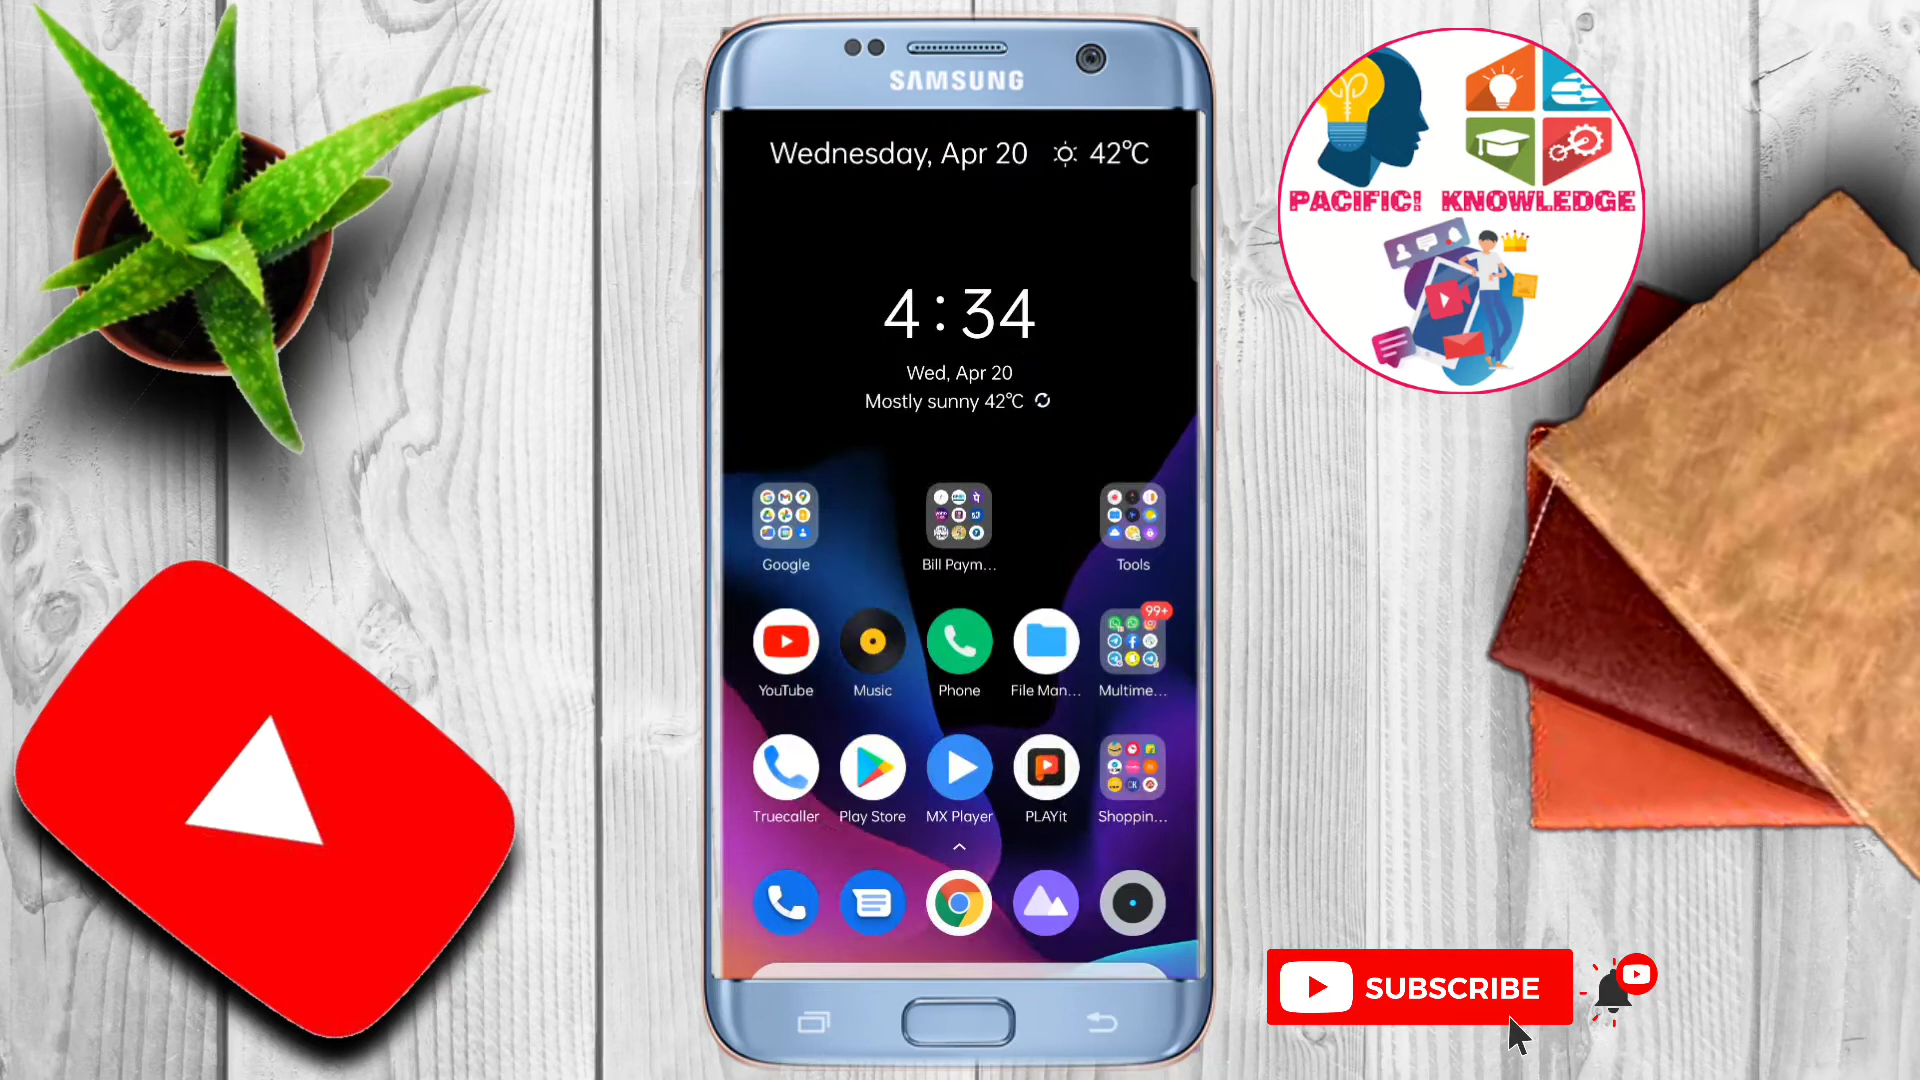 SAMSUNG
Wednesday, Apr 20 42°C
4:34
Wed, Apr 20
Mostly sunny 42°C
Google
Bill Paym...
Tools
99+
YouTube
Music
Phone
File Man...
Multime...
Truecaller
Play Store
MX Player
PLAYit
Shoppin...
PACIFIC! KNOWLEDGE
SUBSCRIBE